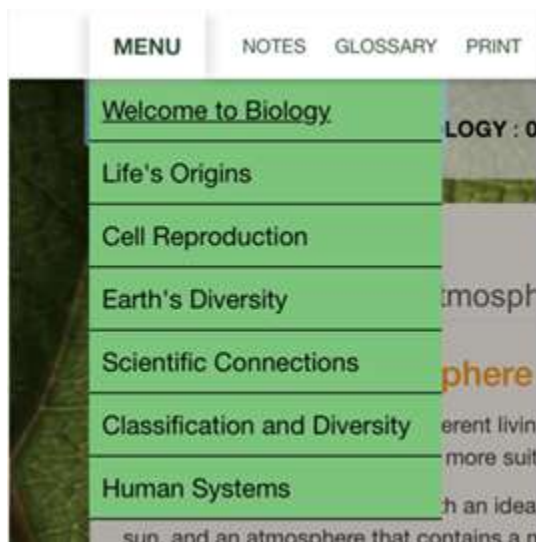 MENU NOTES GLOSSARY PRINT
Welcome to Biology
LOGY : 0
Life's Origins
Cell Reproduction
Earth's Diversity
tmosph
Scientific Connections
phere
Classification and Diversity
erent livin
more suit
Human Systems
h an idea
sun, and an atmosphere that contains a m